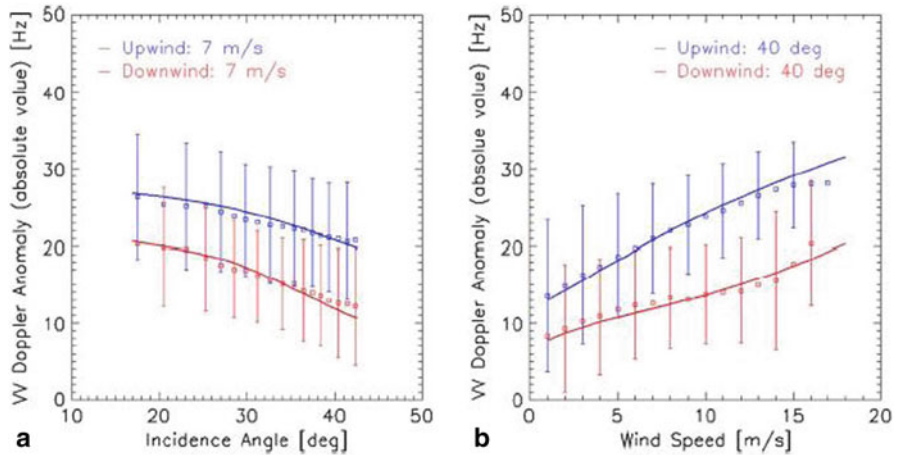 VV Doppler Anomaly (absolute value) [Hz]
50
40
30
20
10
0
Upwind: 7 m/s
Downwind: 7 m/s
10 20 30 40 50
a
Incidence Angle [deg]
VV Doppler Anomaly (absolue value) [Hz]
50
40
30
20
10
0
Upwind: 40 deg
Downwind: 40 deg
0 5 10 15 20
b
Wind Speed [m/s]